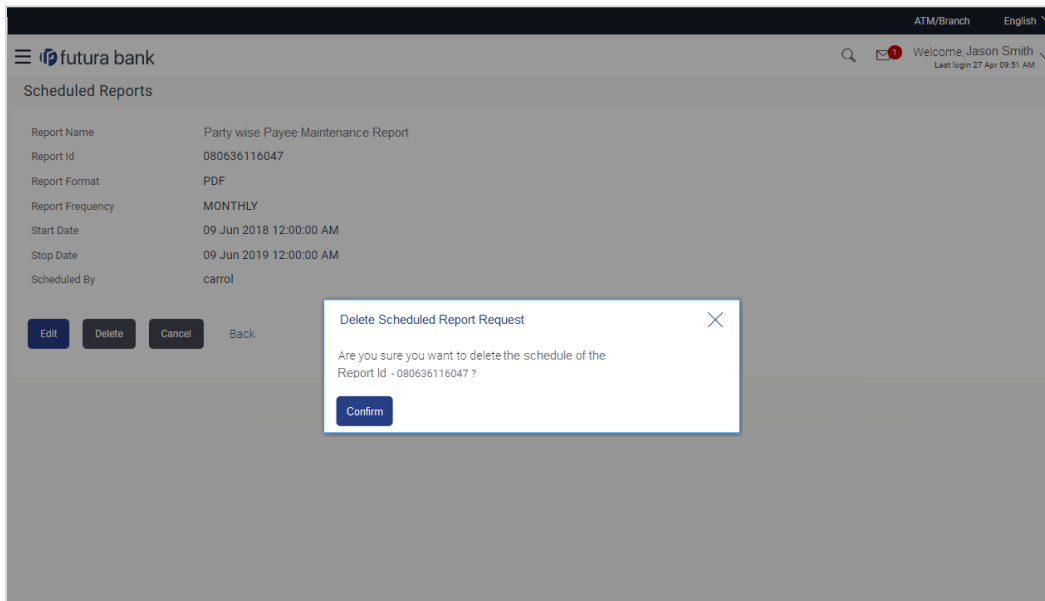 ATM/Branch English
futura bank
1 Welcome, Jason Smith
Last login 27 Apr 09:51 AM
Scheduled Reports
Report Name Party wise Payee Maintenance Report
Report Id 080636116047
Report Format PDF
Report Frequency MONTHLY
Start Date 09 Jun 2018 12:00:00 AM
Stop Date 09 Jun 2019 12:00:00 AM
Scheduled By carrol
Edit Delete Cancel Back
Delete Scheduled Report Request
Are you sure you want to delete the schedule of the
Report Id - 080636116047 ?
Confirm